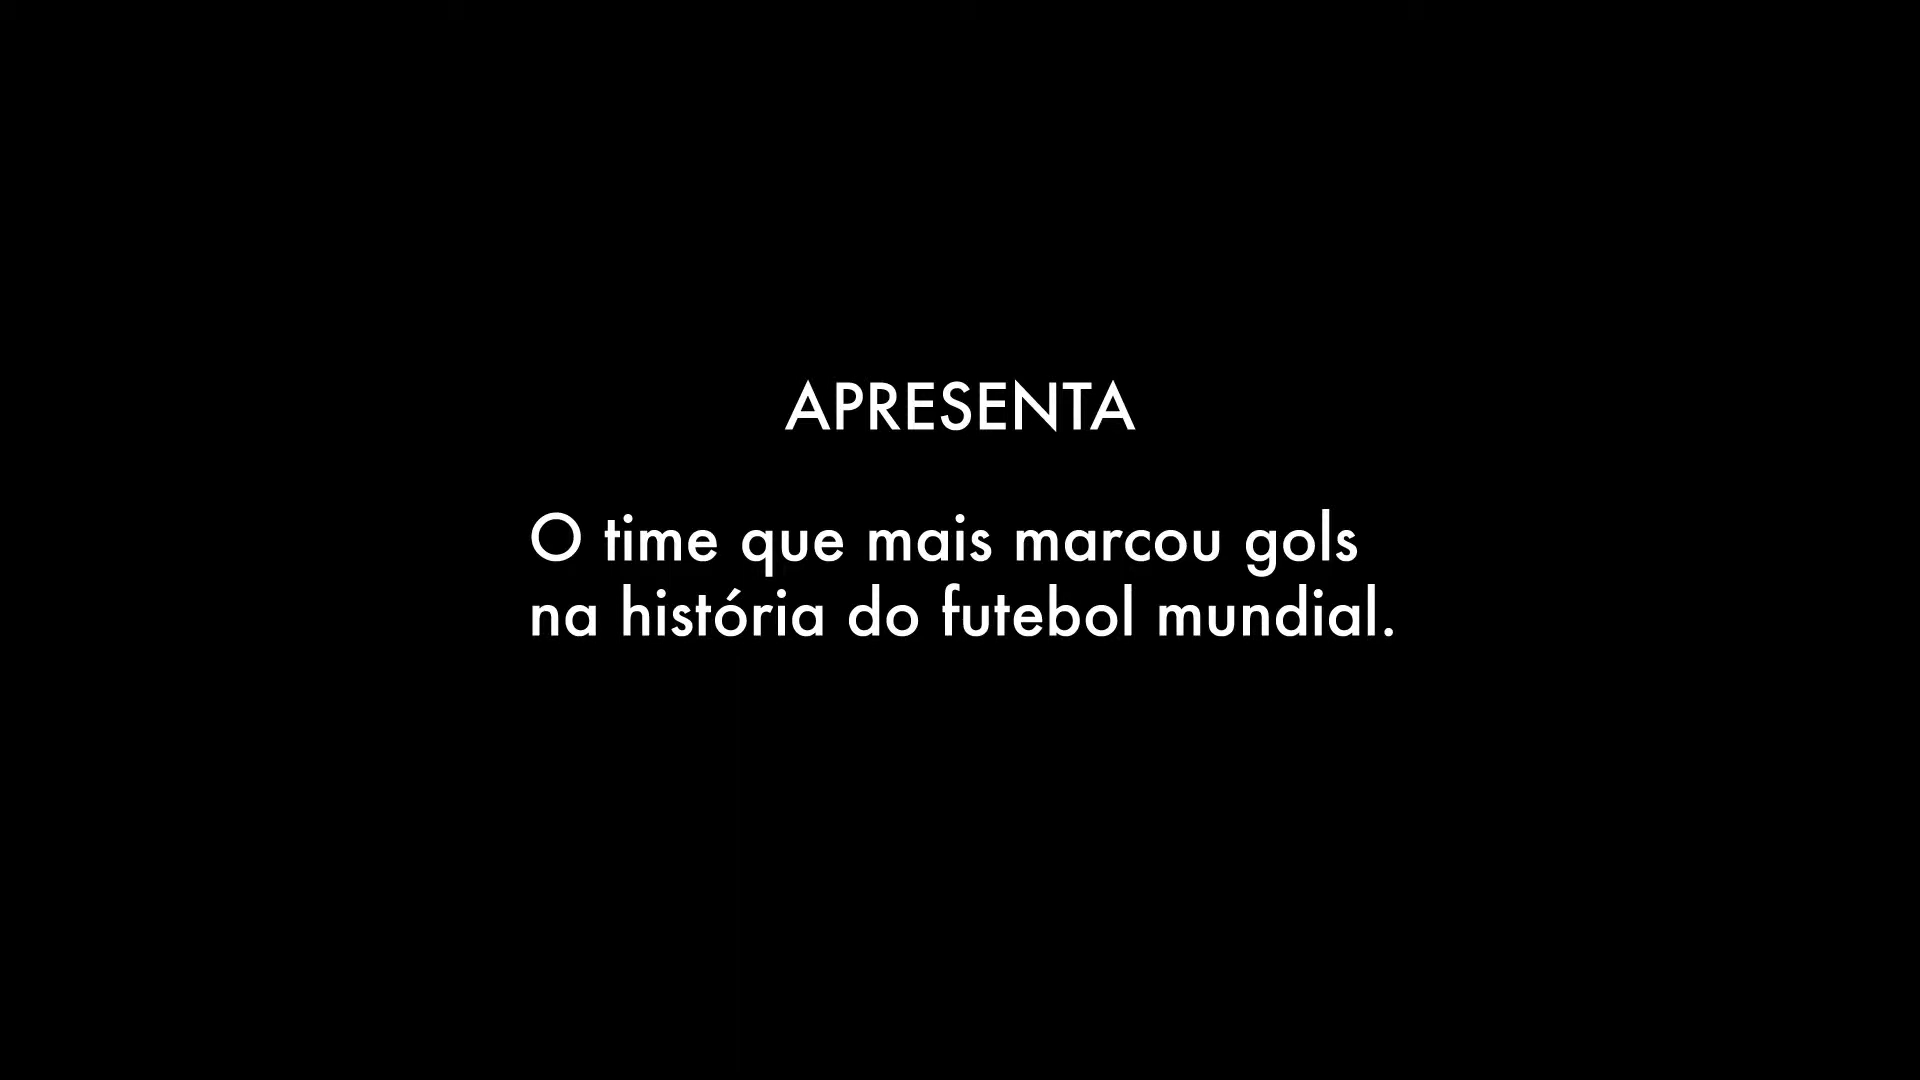 APRESENTA
O time que mais marcou gols
na história do futebol mundial.